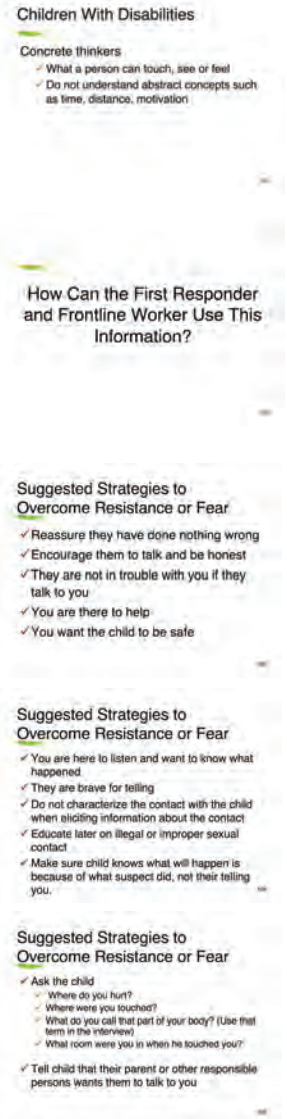 Children With Disabilities
Concrete thinkers
✓ What a person can touch, see or feel
✓ Do not understand abstract concepts such
as time, distance, motivation
How Can the First Responder
and Frontline Worker Use This
Information?
Suggested Strategies to
Overcome Resistance or Fear
✓ Reassure they have done nothing wrong
✓ Encourage them to talk and be honest
✓ They are not in trouble with you if they
talk to you
✓ You are there to help
✓ You want the child to be safe
Suggested Strategies to
Overcome Resistance or Fear
✓ You are here to listen and want to know what
happened
✓ They are brave for telling
✓ Do not characterize the contact with the child
when eliciting information about the contact
✓ Educate later on illegal or improper sexual
contact
✓ Make sure child knows what will happen is
because of what suspect did, not their telling
you.
Suggested Strategies to
Overcome Resistance or Fear
✓ Ask the child
✓ Where do you hurt?
✓ Where were you touched?
✓ What do you call that part of your body? (Use that
term in the interview)
✓ What room were you in when he touched you?
✓ Tell child that their parent or other responsible
persons wants them to talk to you